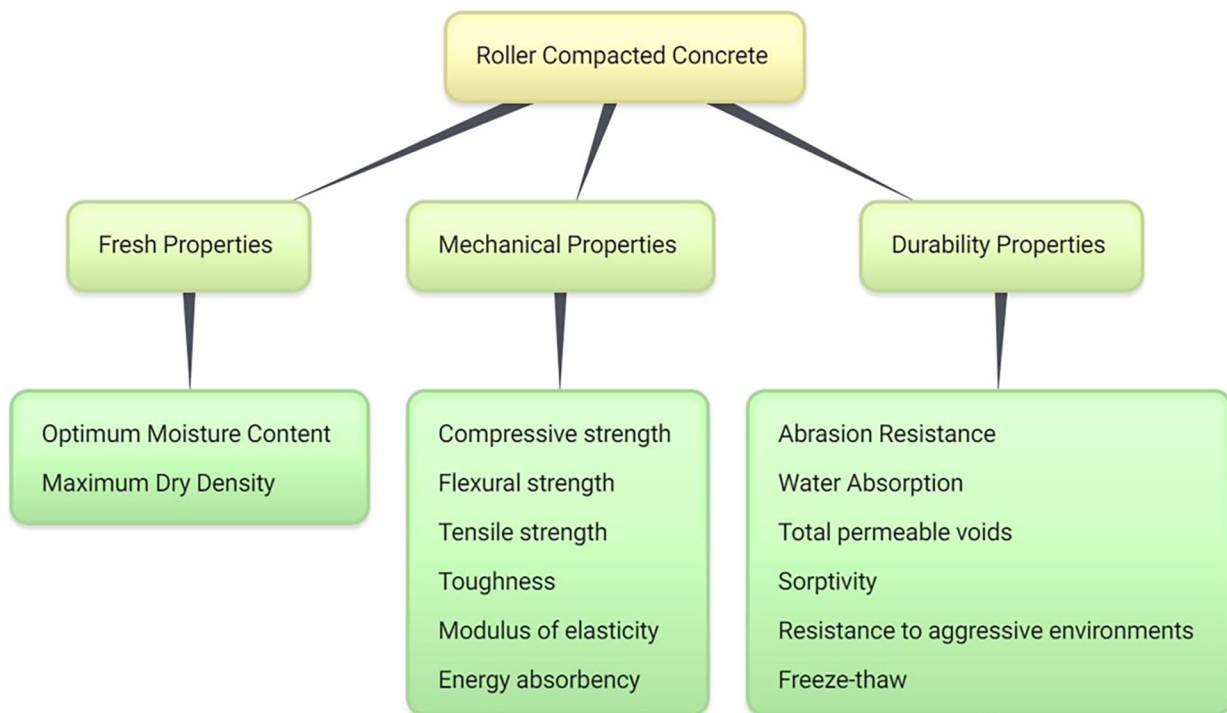 Roller Compacted Concrete
Fresh Properties
Mechanical Properties
Durability Properties
Optimum Moisture Content
Maximum Dry Density
Compressive strength
Flexural strength
Tensile strength
Toughness
Modulus of elasticity
Energy absorbency
Abrasion Resistance
Water Absorption
Total permeable voids
Sorptivity
Resistance to aggressive environments
Freeze-thaw